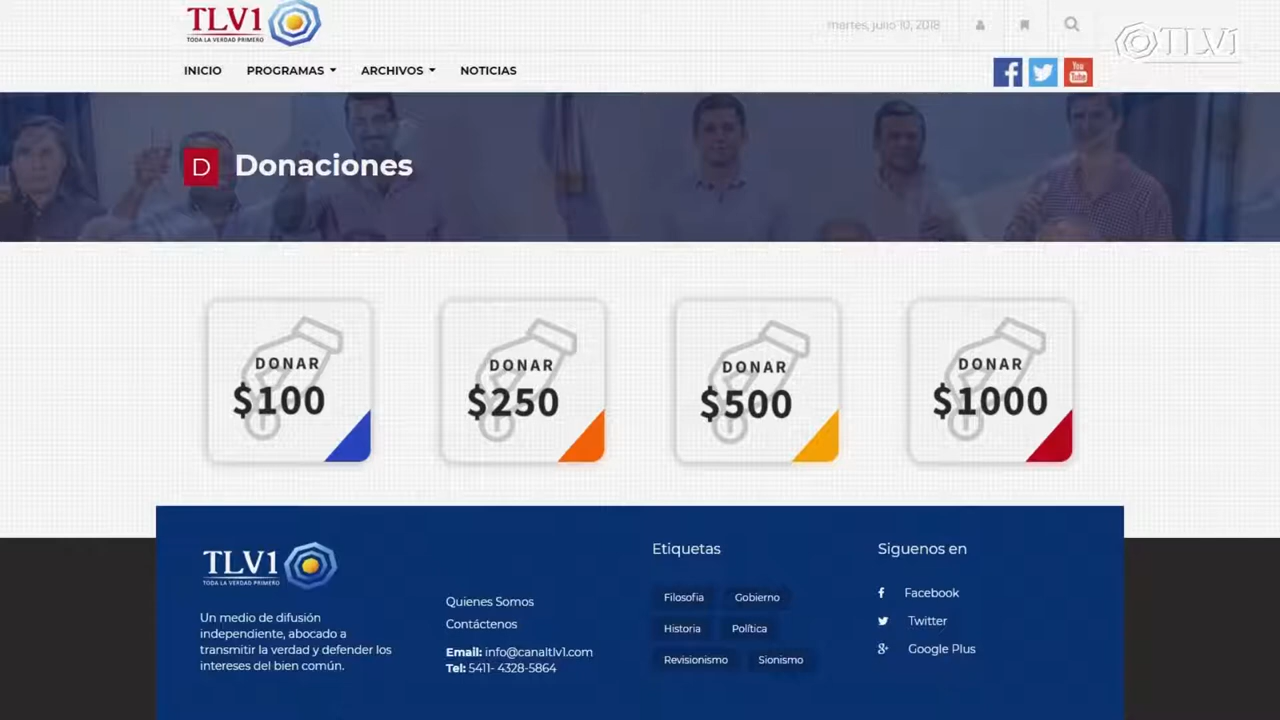 TLV1
TODA LA VERDAD PRIMERO
martes, julio 10, 2018
TLV1
INICIO PROGRAMAS ARCHIVOS NOTICIAS
You Tube
D Donaciones
DONAR DONAR DONAR DONAR
$100 $250 $500 $1000
TLV1
TODA LA VERDAD PRIMERO
Un medio de difusión
independiente, abocado a
transmitir la verdad y defender los
intereses del bien común.
Quienes Somos
Contáctenos
Email: info@canaltlv1.com
Tel: 5411- 4328-5864
Etiquetas
Filosofia Gobierno
Historia Política
Revisionismo Sionismo
Siguenos en
Facebook
Twitter
Google Plus